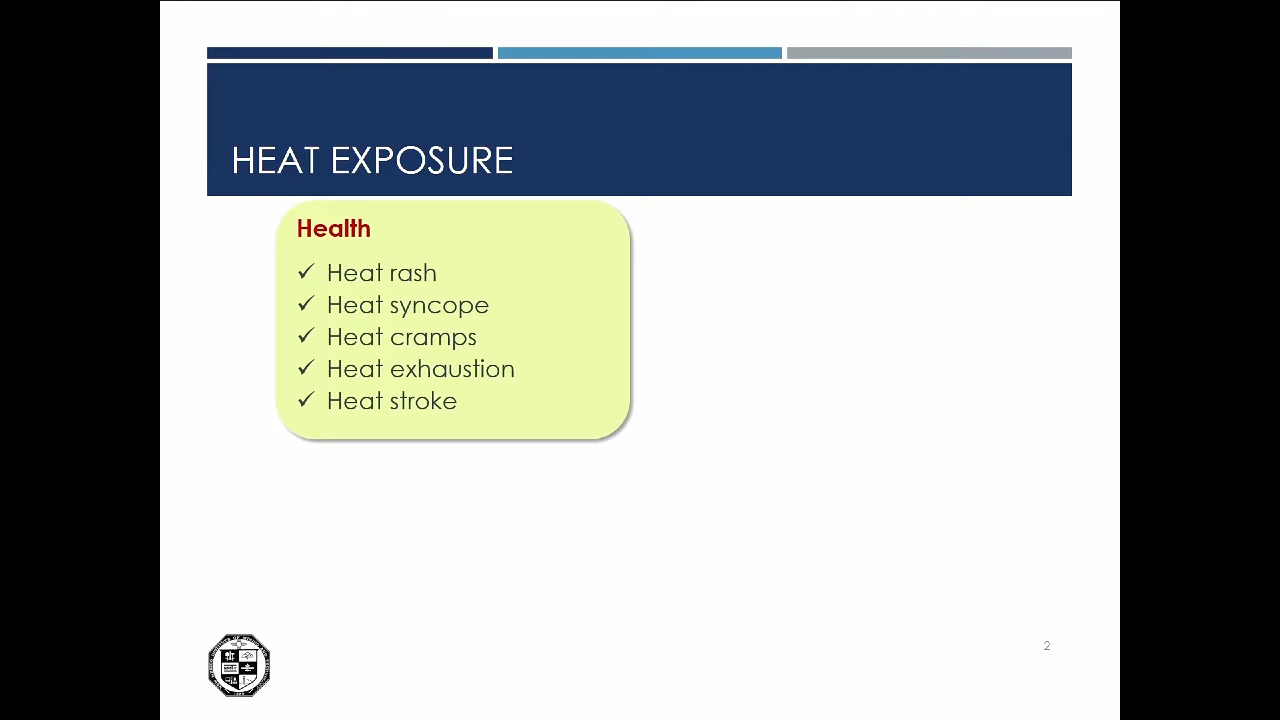 HEAT EXPOSURE
Health
✓ Heat rash
✓ Heat syncope
✓ Heat cramps
✓ Heat exhaustion
✓ Heat stroke
2